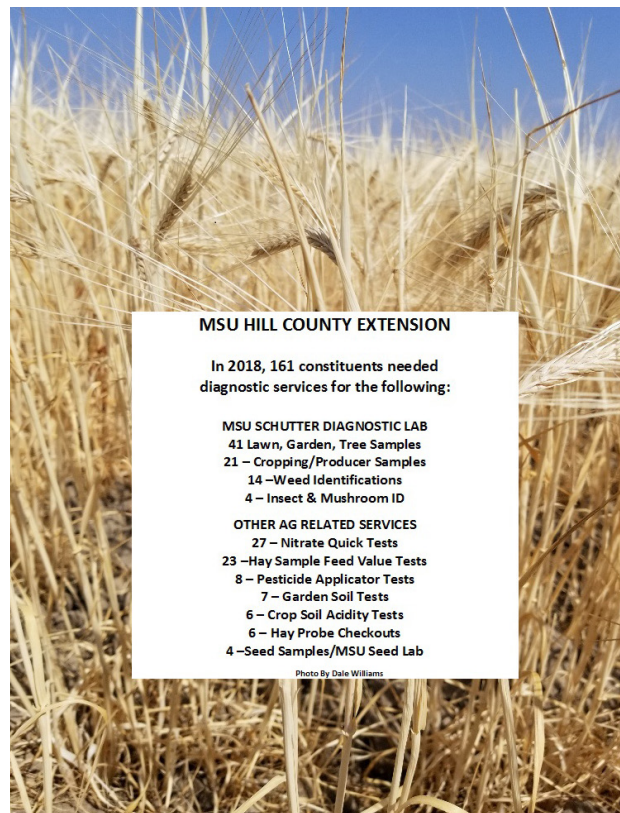 MSU HILL COUNTY EXTENSION
In 2018, 161 constituents needed
diagnostic services for the following:
MSU SCHUTTER DIAGNOSTIC LAB
41 Lawn, Garden, Tree Samples
21 – Cropping/Producer Samples
14 –Weed Identifications
4 – Insect & Mushroom ID
OTHER AG RELATED SERVICES
27 – Nitrate Quick Tests
23 –Hay Sample Feed Value Tests
8 – Pesticide Applicator Tests
7 – Garden Soil Tests
6 – Crop Soil Acidity Tests
6 – Hay Probe Checkouts
4 –Seed Samples/MSU Seed Lab
Photo By Dale Williams